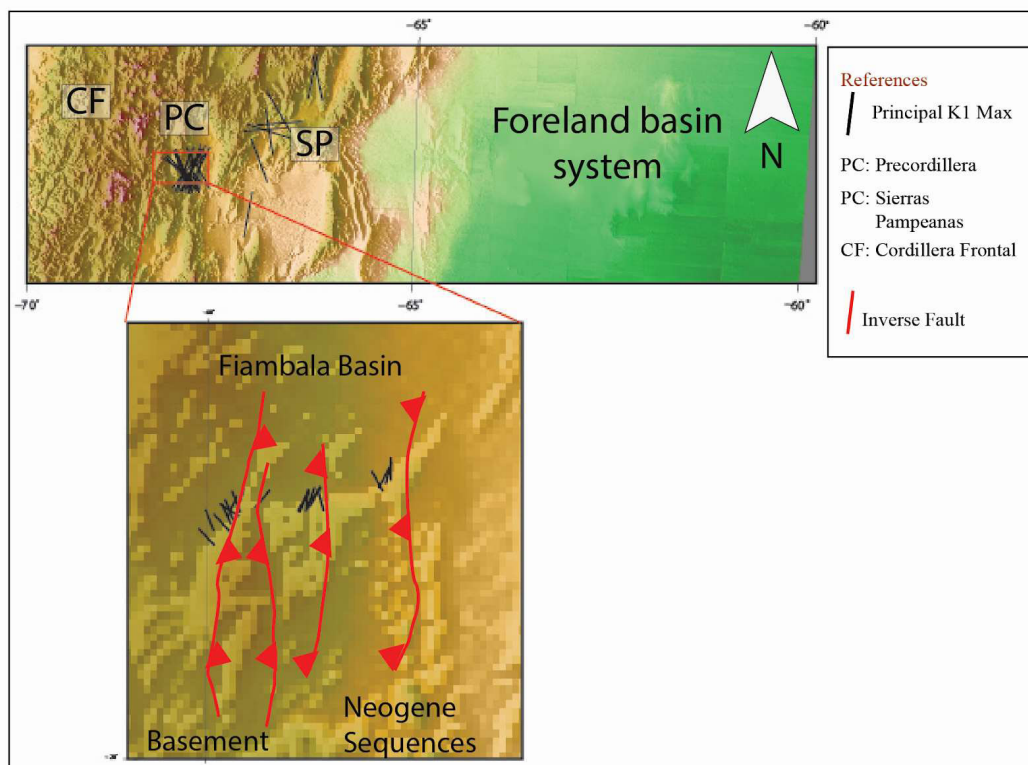 −65°
−60°
CF
PC
SP
Foreland basin
system
N
−70°
−65°
−60°
References
Principal K1 Max
PC: Precordillera
PC: Sierras
Pampeanas
CF: Cordillera Frontal
Inverse Fault
Fiambala Basin
Basement
Neogene
Sequences